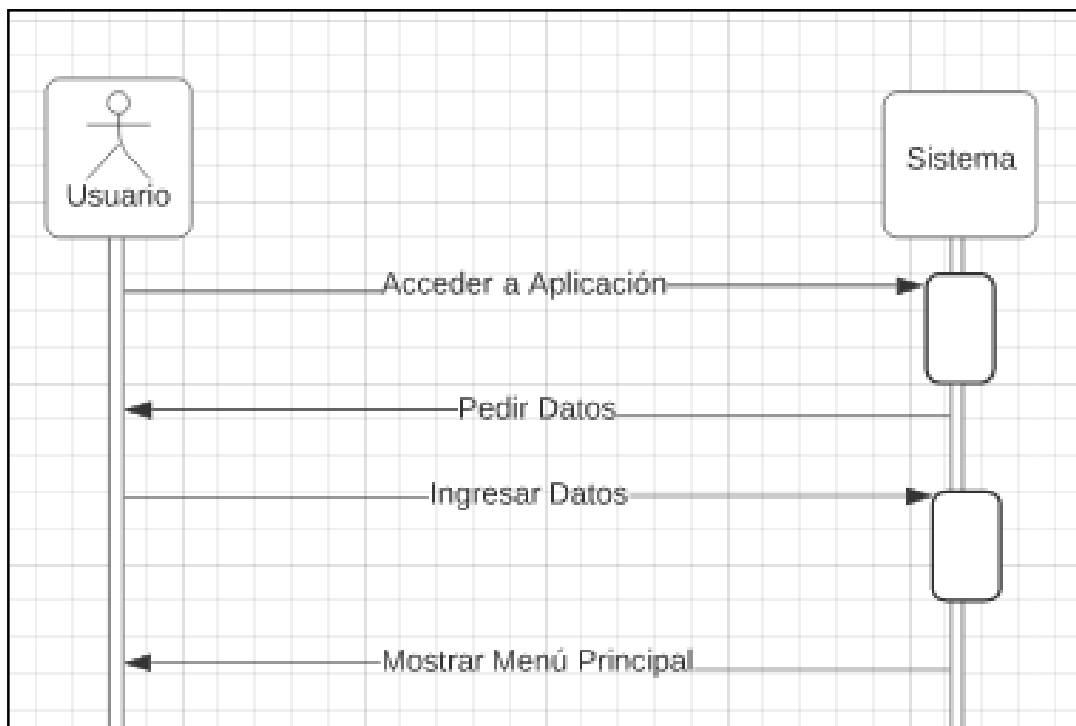 Usuario
Sistema
Acceder a Aplicación
Pedir Datos
Ingresar Datos
Mostrar Menú Principal